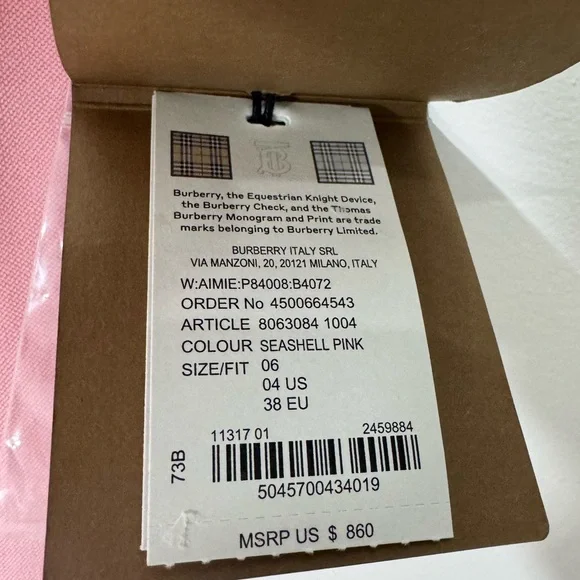 Burberry, the Equestrian Knight Device,
the Burberry Check, and the Thomas
Burberry Monogram and Print are trade
marks belonging to Burberry Limited.
BURBERRY ITALY SRL
VIA MANZONI, 20, 20121 MILANO, ITALY
W:AIMIE:P84008:B4072
ORDER No 4500664543
ARTICLE 8063084 1004
COLOUR SEASHELL PINK
SIZE/FIT 06
04 US
38 EU
73B
11317 01 2459884
5045700434019
MSRP US $ 860